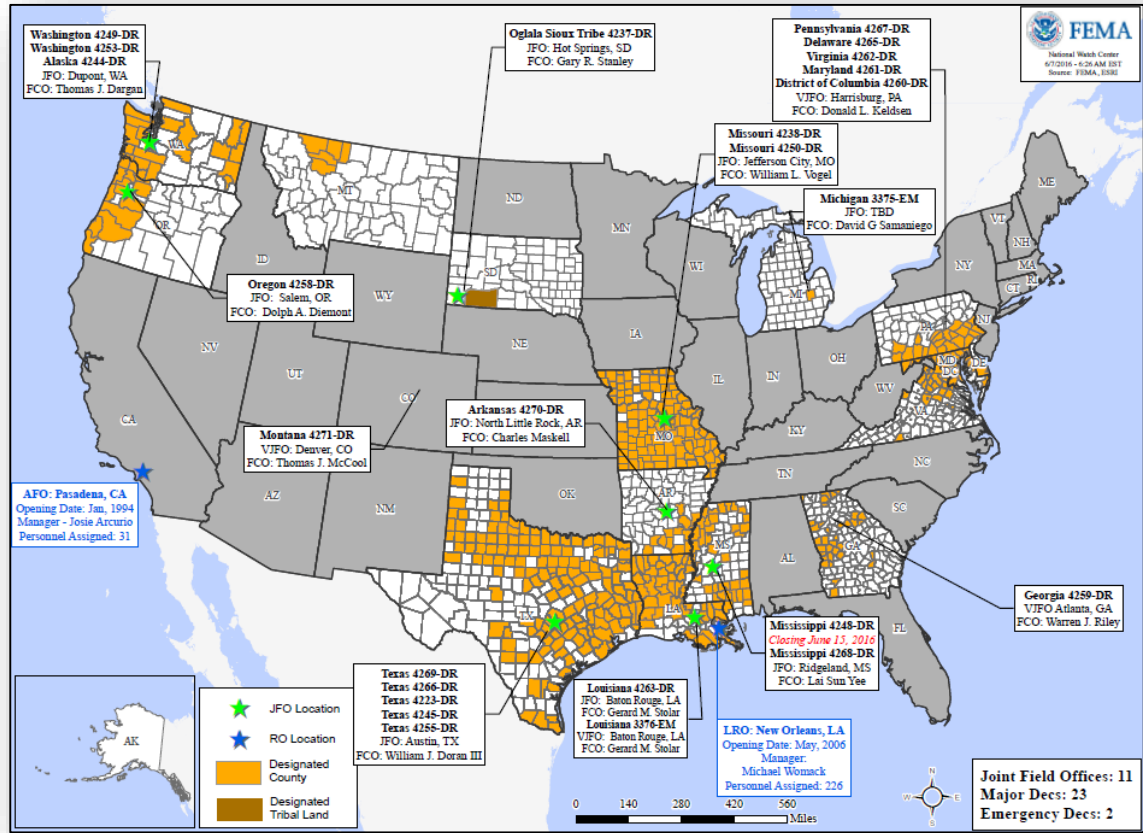 FEMA
National Watch Center
6/7/2016 - 6:26 AM EST
Source: FEMA, ESRI
Washington 4249-DR
Washington 4253-DR
Alaska 4244-DR
JFO: Dupont, WA
FCO: Thomas J. Dargan
Oglala Sioux Tribe 4237-DR
JFO: Hot Springs, SD
FCO: Gary R. Stanley
Pennsylvania 4267-DR
Delaware 4265-DR
Virginia 4262-DR
Maryland 4261-DR
District of Columbia 4260-DR
VJFO: Harrisburg, PA
FCO: Donald L. Keldsen
Missouri 4238-DR
Missouri 4250-DR
JFO: Jefferson City, MO
FCO: William L. Vogel
Michigan 3375-EM
JFO: TBD
FCO: David G Samaniego
WA
MT
ND
MN
ME
OR
ID
WY
SD
WI
MI
VT
NH
NY
MA
CT
RI
Oregon 4258-DR
JFO: Salem, OR
FCO: Dolph A. Diemont
NV
UT
CO
NE
IA
IL
IN
OH
PA
NJ
MD
DE
DC
WV
VA
CA
Montana 4271-DR
VJFO: Denver, CO
FCO: Thomas J. McCool
Arkansas 4270-DR
JFO: North Little Rock, AR
FCO: Charles Maskell
MO
KY
TN
NC
AZ
NM
OK
AR
SC
MS
AL
GA
AFO: Pasadena, CA
Opening Date: Jan, 1994
Manager - Josie Arcurio
Personnel Assigned: 31
TX
LA
FL
Georgia 4259-DR
VJFO Atlanta, GA
FCO: Warren J. Riley
Mississippi 4248-DR
Closing June 15, 2016
Mississippi 4268-DR
JFO: Ridgeland, MS
FCO: Lai Sun Yee
Texas 4269-DR
Texas 4266-DR
Texas 4223-DR
Texas 4245-DR
Texas 4255-DR
JFO: Austin, TX
FCO: William J. Doran III
Louisiana 4263-DR
JFO: Baton Rouge, LA
FCO: Gerard M. Stolar
Louisiana 3376-EM
VJFO: Baton Rouge, LA
FCO: Gerard M. Stolar
LRO: New Orleans, LA
Opening Date: May, 2006
Manager:
Michael Womack
Personnel Assigned: 226
AK
JFO Location
RO Location
Designated
County
Designated
Tribal Land
0 140 280 420 560
Miles
N
W E
S
Joint Field Offices: 11
Major Decs: 23
Emergency Decs: 2